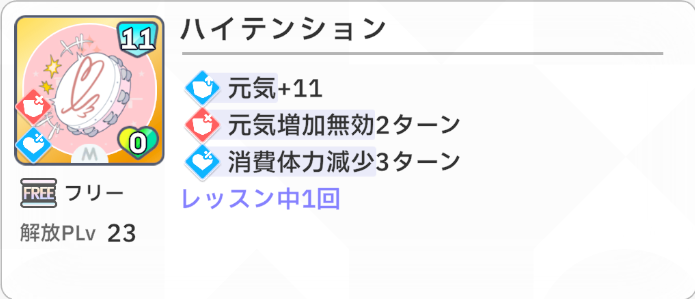 ハイテンション
11
0
M
元気+11
元気増加無効2ターン
消費体力減少3ターン
レッスン中1回
FREE フリー
解放PLv 23